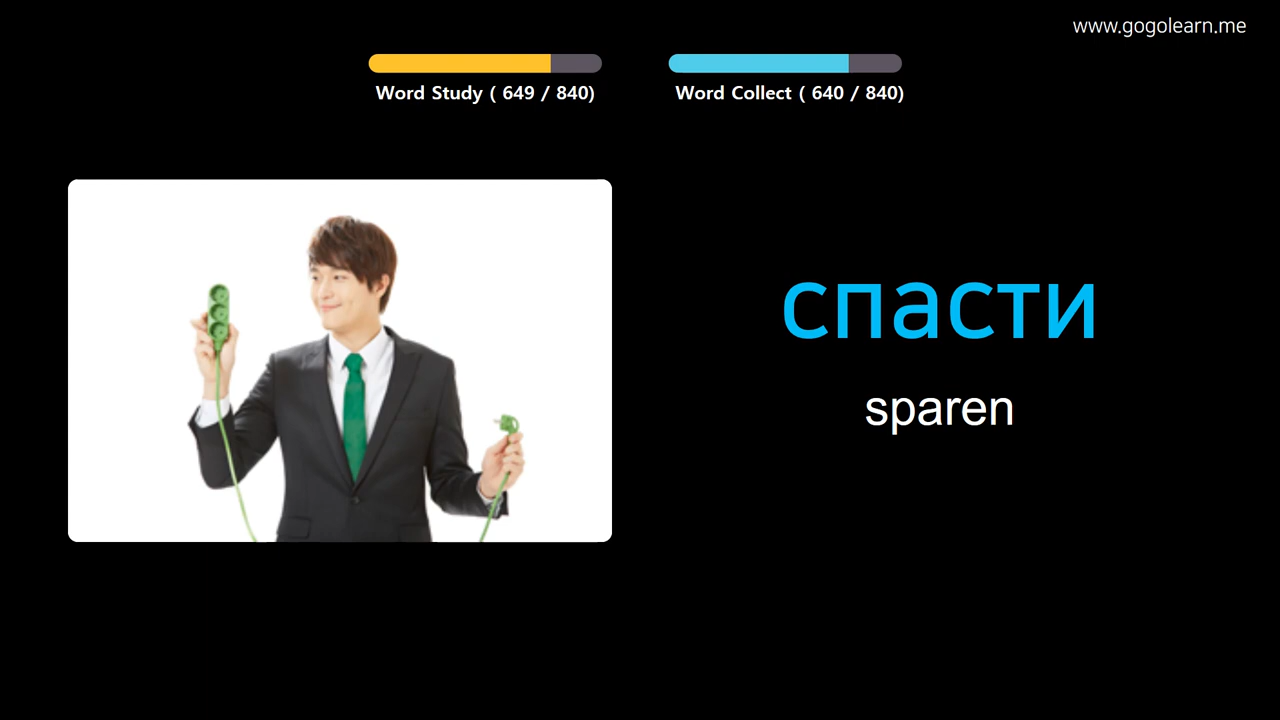 www.gogolearn.me
Word Study ( 649 / 840)
Word Collect ( 640 / 840)
спасти
sparen